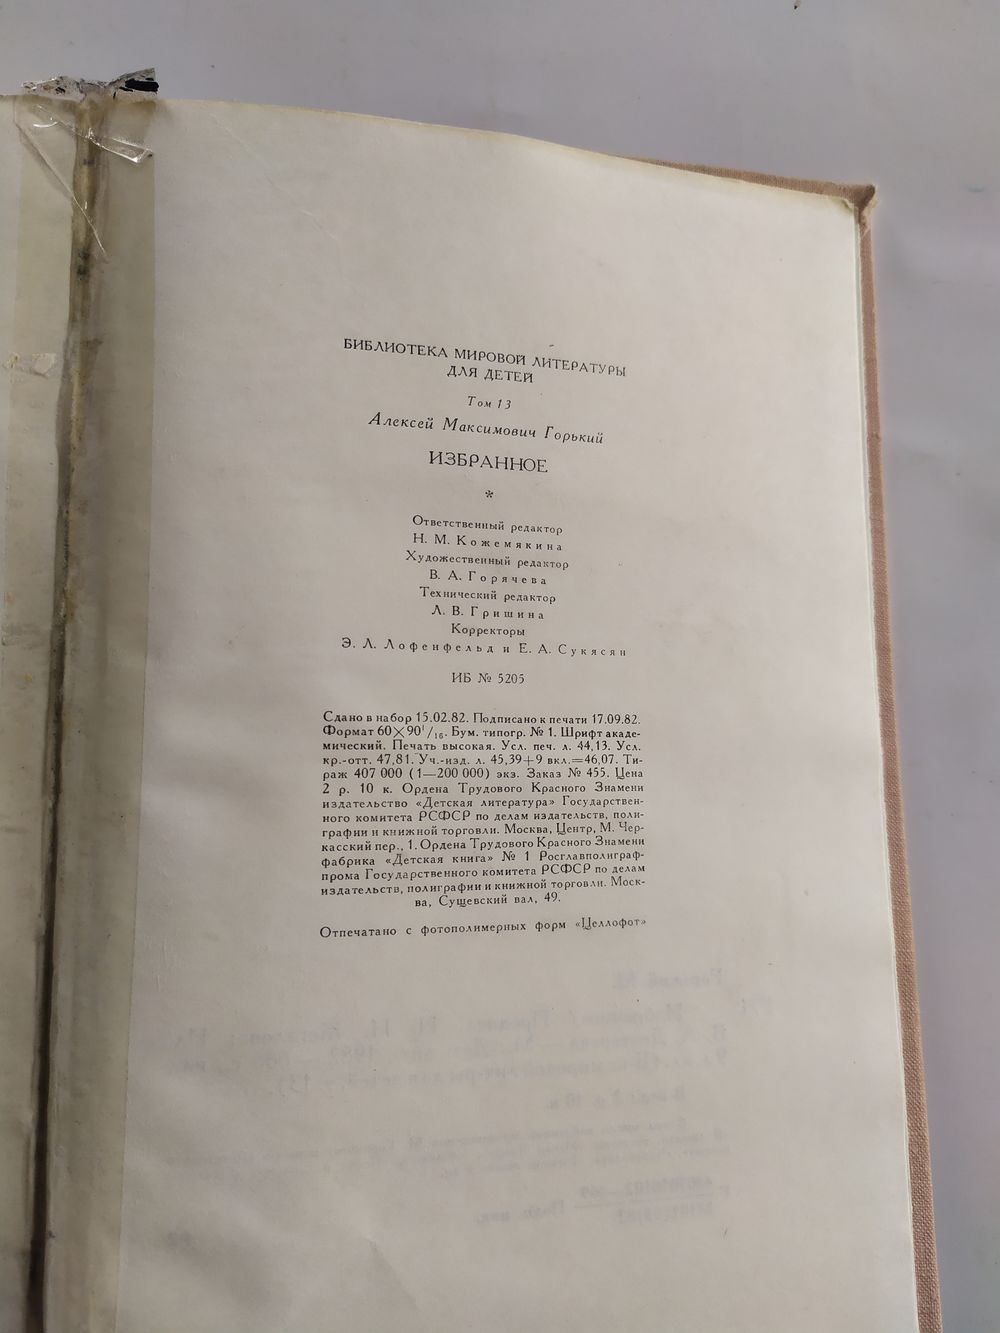 БИБЛИОТЕКА МИРОВОЙ ЛИТЕРАТУРЫ
ДЛЯ ДЕТЕЙ
Том 13
Алексей Максимович Горький
ИЗБРАННОЕ
*
Ответственный редактор
Н. М. Кожемякина
Художественный редактор
В. А. Горячева
Технический редактор
Л. В. Гришина
Корректоры
Э. Л. Лофенфельд и Е. А. Сукясян
ИБ № 5205
Сдано в набор 15.02.82. Подписано к печати 17.09.82.
Формат 60×90¹/₁₆. Бум. типогр. № 1. Шрифт акаде-
мический. Печать высокая. Усл. печ. л. 44,13. Усл.
кр.-отт. 47,81. Уч.-изд. л. 45,39+9 вкл.=46,07. Ти-
раж 407 000 (1—200 000) экз. Заказ № 455. Цена
2 р. 10 к. Ордена Трудового Красного Знамени
издательство «Детская литература» Государствен-
ного комитета РСФСР по делам издательств, поли-
графии и книжной торговли. Москва, Центр, М. Чер-
касский пер., 1. Ордена Трудового Красного Знамени
фабрика «Детская книга» № 1 Росглавполиграф-
прома Государственного комитета РСФСР по делам
издательств, полиграфии и книжной торговли. Моск-
ва, Сущевский вал, 49.
Отпечатано с фотополимерных форм «Целлофот»